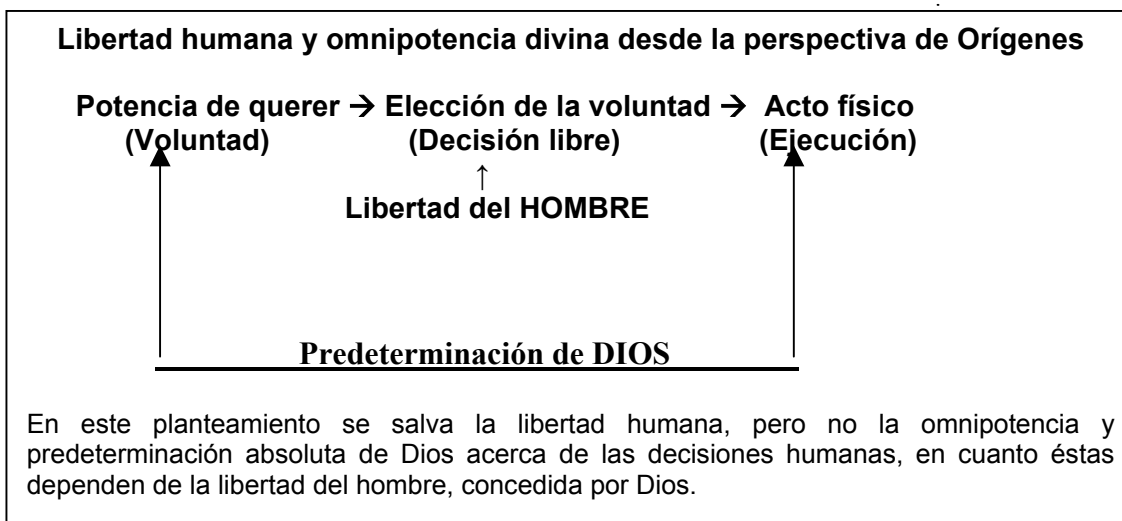 Libertad humana y omnipotencia divina desde la perspectiva de Orígenes
Potencia de querer → Elección de la voluntad → Acto físico
(Voluntad) (Decisión libre) (Ejecución)
↑
Libertad del HOMBRE
Predeterminación de DIOS
En este planteamiento se salva la libertad humana, pero no la omnipotencia y
predeterminación absoluta de Dios acerca de las decisiones humanas, en cuanto éstas
dependen de la libertad del hombre, concedida por Dios.